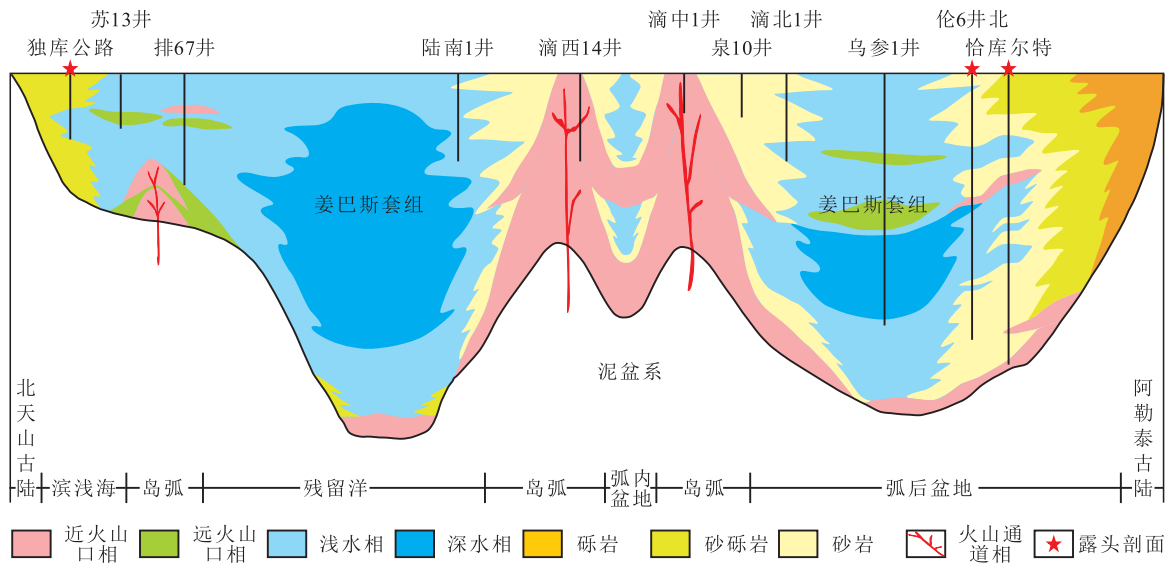 苏13井
滴中1井
滴北1井
伦6井北
独库公路
排67井
陆南1井
滴西14井
泉10井
乌参1井
恰库尔特
姜巴斯套组
姜巴斯套组
泥盆系
北天山古陆
阿勒泰古陆
滨浅海
岛弧
残留洋
岛弧
弧内
盆地
岛弧
弧后盆地
近火山
口相
远火山
口相
浅水相
深水相
砾岩
砂砾岩
砂岩
火山通
道相
露头剖面